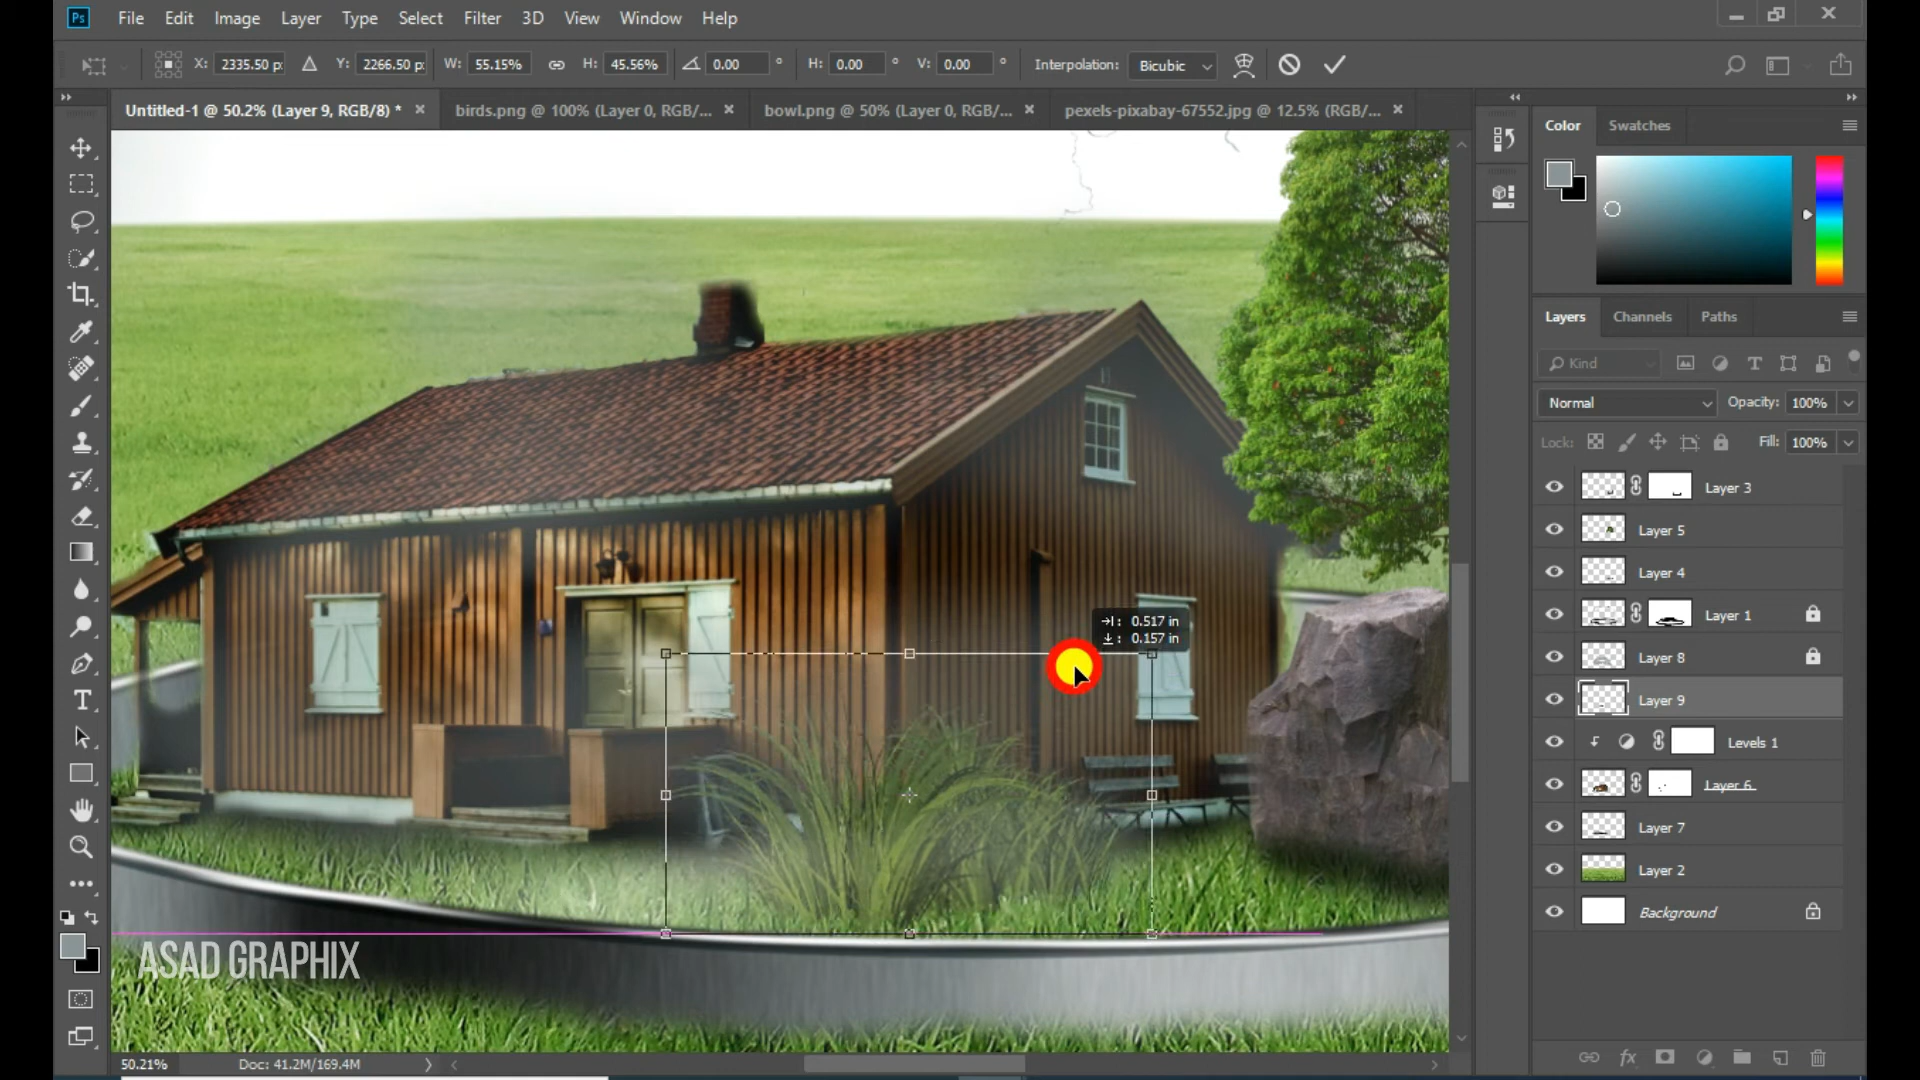 Ps File Edit Image Layer Type Select Filter 3D View Window Help
X: 2335.50 p Y: 2266.50 p W: 55.15% H: 45.56% 0.00 ° H: 0.00 ° V: 0.00 ° Interpolation: Bicubic
Untitled-1 @ 50.2% (Layer 9, RGB/8) * × birds.png @ 100% (Layer 0, RGB/... × bowl.png @ 50% (Layer 0, RGB/... × pexels-pixabay-67552.jpg @ 12.5% (RGB/... ×
Color Swatches
Layers Channels Paths
Kind
Normal Opacity: 100%
Lock: Fill: 100%
Layer 3
Layer 5
Layer 4
Layer 1
Layer 8
Layer 9
Levels 1
Layer 6
Layer 7
Layer 2
Background
: 0.517 in
: 0.157 in
ASAD GRAPHIX
50.21% Doc: 41.2M/169.4M
fx